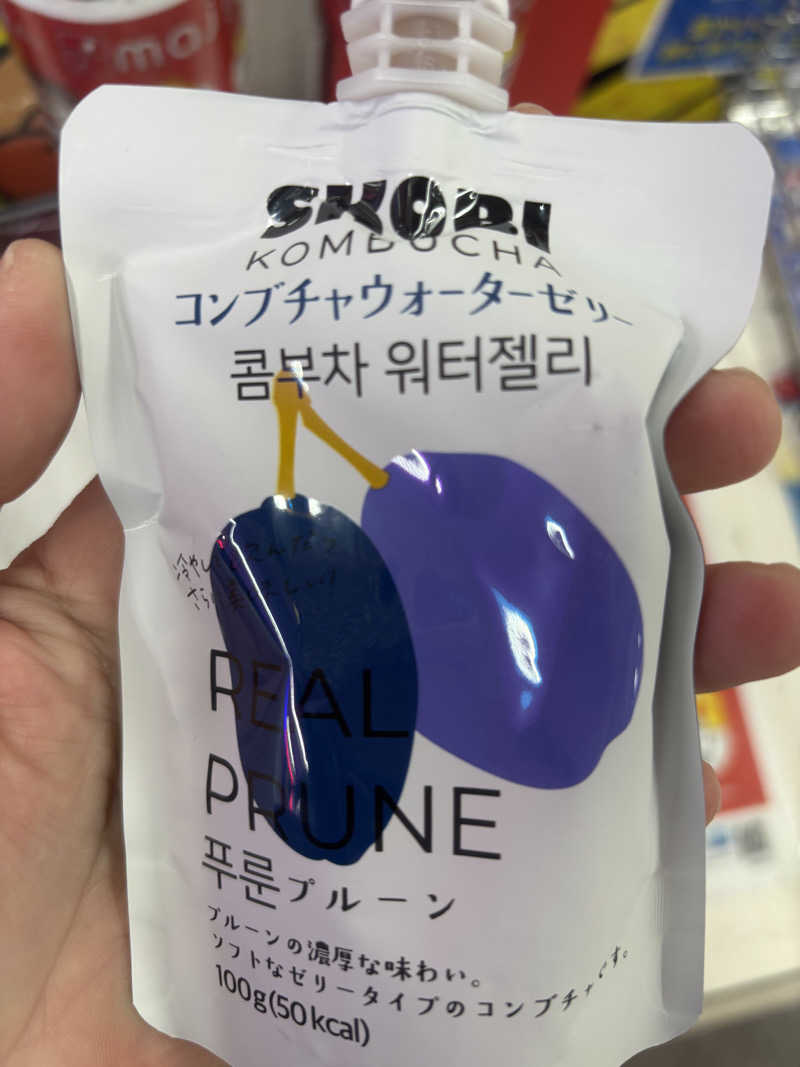 SKOBI
KOMBUCHA
コンブチャウォーターゼリー
콤부차 워터젤리
REAL
PRUNE
푸룬 プルーン
プルーンの濃厚な味わい。
ソフトなゼリータイプのコンブチャです。
100g(50kcal)